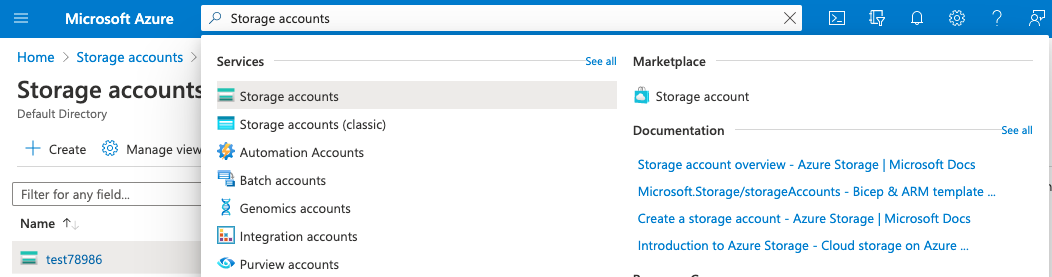 Microsoft Azure
Storage accounts
Home > Storage accounts >
Storage accounts
Default Directory
Create
Manage view
Filter for any field...
Name ↑↓
test78986
Services
See all
Storage accounts
Storage accounts (classic)
Automation Accounts
Batch accounts
Genomics accounts
Integration accounts
Purview accounts
Marketplace
Storage account
Documentation
See all
Storage account overview - Azure Storage | Microsoft Docs
Microsoft.Storage/storageAccounts - Bicep & ARM template ...
Create a storage account - Azure Storage | Microsoft Docs
Introduction to Azure Storage - Cloud storage on Azure ...